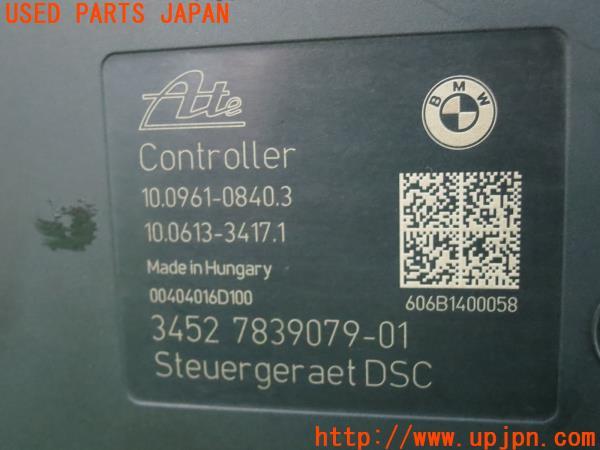 USED PARTS JAPAN
Ate
BMW
Controller
10.0961-0840.3
10.0613-3417.1
Made in Hungary
00404016D100
606B1400058
3452 7839079-01
Steuergeraet DSC
http://www.upjpn.com